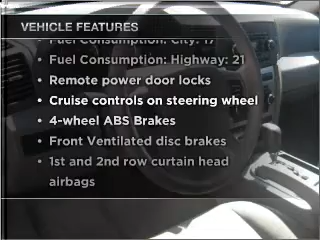 VEHICLE FEATURES
Fuel Consumption: City: 17
• Fuel Consumption: Highway: 21
• Remote power door locks
• Cruise controls on steering wheel
• 4-wheel ABS Brakes
• Front Ventilated disc brakes
• 1st and 2nd row curtain head
airbags